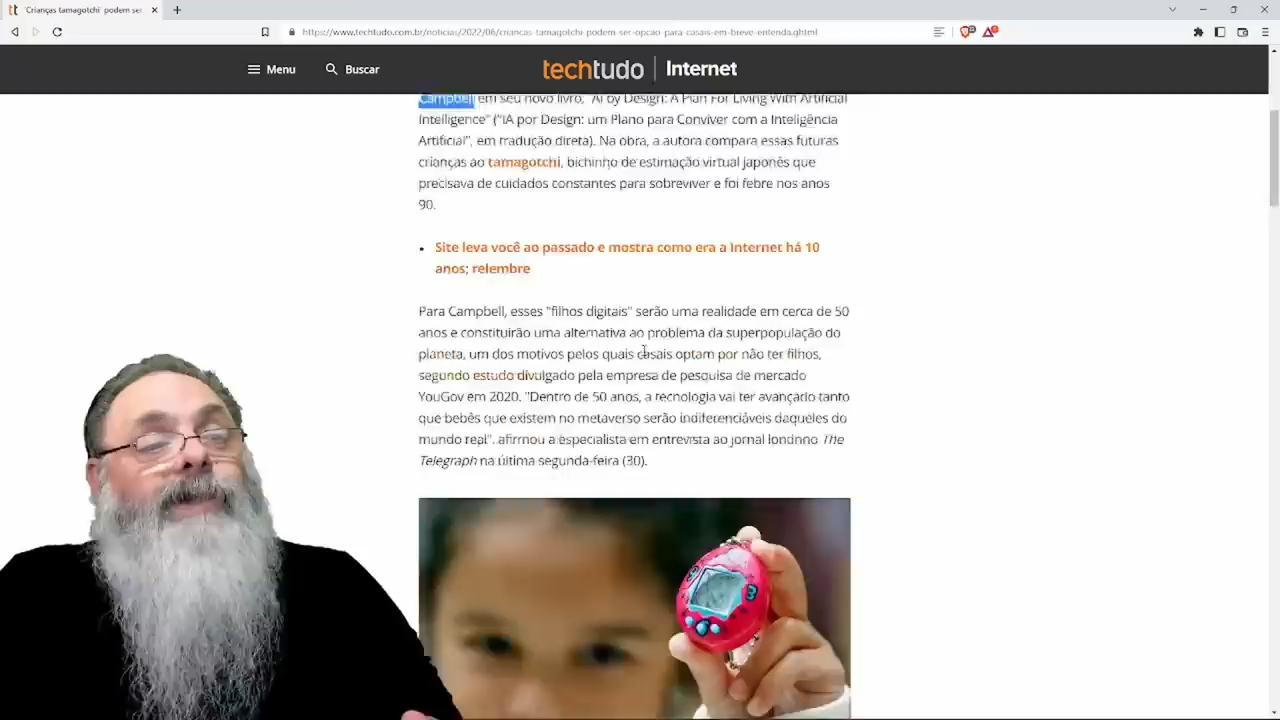 'Crianças tamagotchi' podem ser
https://www.techtudo.com.br/noticias/2022/06/criancas-tamagotchi-podem-ser-opcao-para-casais-em-breve-entenda.ghtml
Menu
Buscar
techtudo
Internet
Campbell em seu novo livro, "AI by Design: A Plan For Living With Artificial
Intelligence" ("IA por Design: um Plano para Conviver com a Inteligência
Artificial", em tradução direta). Na obra, a autora compara essas futuras
crianças ao tamagotchi, bichinho de estimação virtual japonês que
precisava de cuidados constantes para sobreviver e foi febre nos anos
90.
• Site leva você ao passado e mostra como era a Internet há 10
anos; relembre
Para Campbell, esses "filhos digitais" serão uma realidade em cerca de 50
anos e constituirão uma alternativa ao problema da superpopulação do
planeta, um dos motivos pelos quais casais optam por não ter filhos,
segundo estudo divulgado pela empresa de pesquisa de mercado
YouGov em 2020. "Dentro de 50 anos, a tecnologia vai ter avançado tanto
que bebês que existem no metaverso serão indiferenciáveis daqueles do
mundo real", afirmou a especialista em entrevista ao jornal londrino The
Telegraph na última segunda-feira (30).